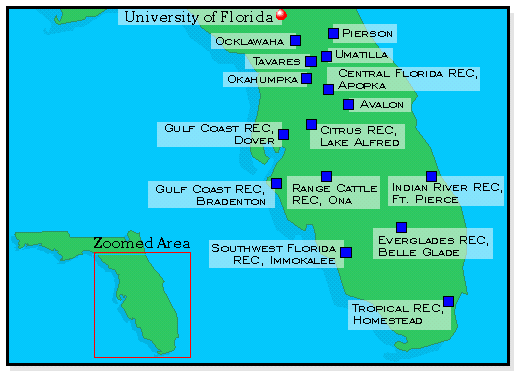 University of Florida
Pierson
Ocklawaha
Umatilla
Tavares
Okahumpka
Central Florida REC,
Apopka
Avalon
Gulf Coast REC,
Dover
Citrus REC,
Lake Alfred
Gulf Coast REC,
Bradenton
Range Cattle
REC, Ona
Indian River REC,
Ft. Pierce
Everglades REC,
Belle Glade
Southwest Florida
REC, Immokalee
Zoomed Area
Tropical REC,
Homestead